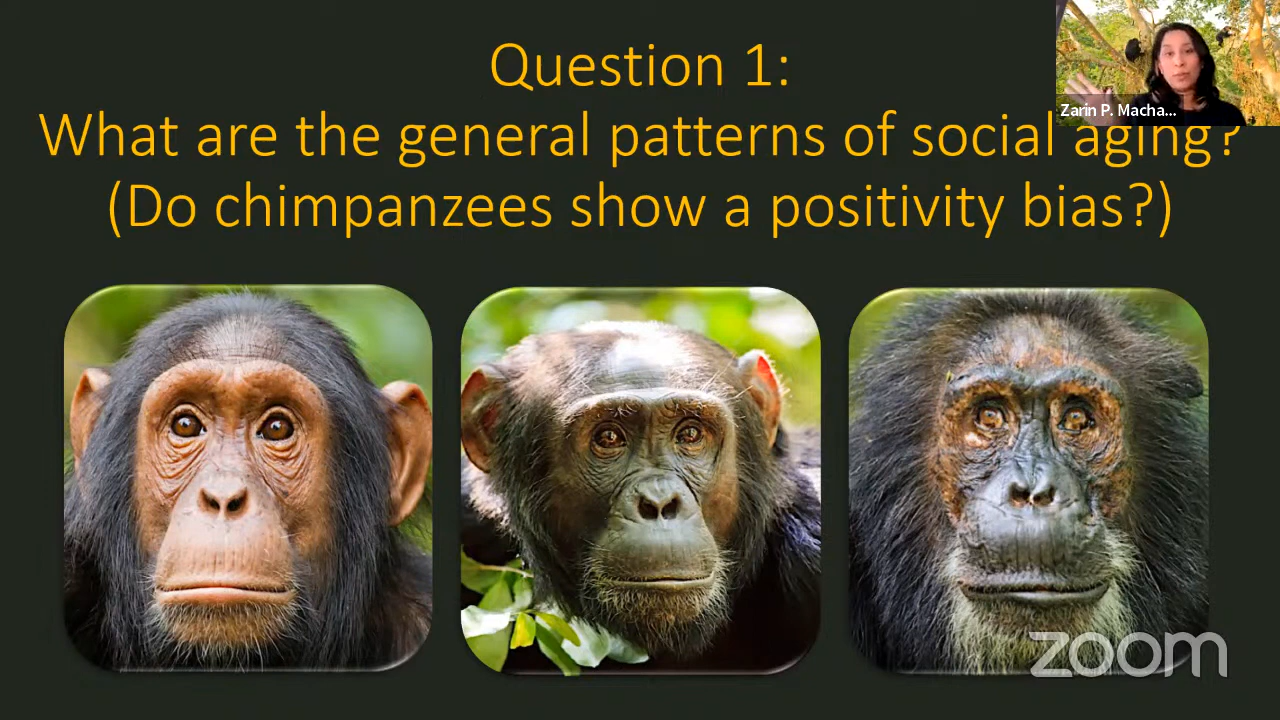 Question 1:
What are the general patterns of social aging?
(Do chimpanzees show a positivity bias?)
Zarin P. Macha...
zoom